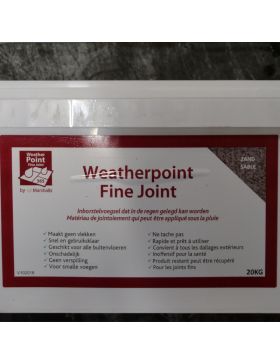 Weather
Point
Fine Joint
365
by Marshalls
ZAND
SABLE
Weatherpoint
Fine Joint
Inborstelvoegsel dat in de regen gelegd kan worden
Matériau de jointoiement qui peut être appliqué sous la pluie
✓ Maakt geen vlekken
✓ Snel en gebruiksklaar
✓ Geschikt voor alle buitenvloeren
✓ Onschadelijk
✓ Geen verspilling
✓ Voor smalle voegen
✓ Ne tache pas
✓ Rapide et prêt à utiliser
✓ Convient à tous les dallages extérieurs
✓ Inoffensif pour la santé
✓ Produit restant peut être récupéré
✓ Pour les joints fins
20KG